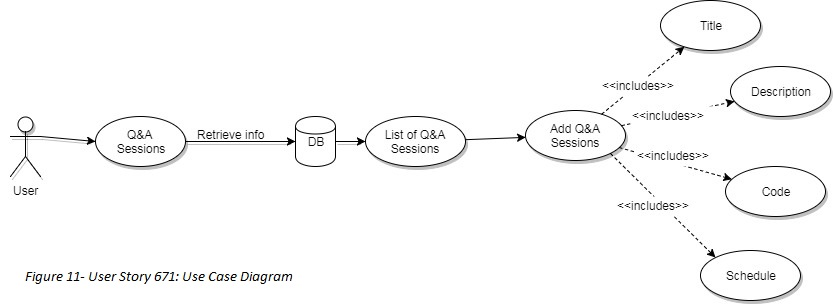 Title
<<includes>>
Description
<<includes>>
Q&A
Sessions
Retrieve info
DB
List of Q&A
Sessions
Add Q&A
Sessions
<<includes>>
User
Code
<<includes>>
Schedule
Figure 11- User Story 671: Use Case Diagram